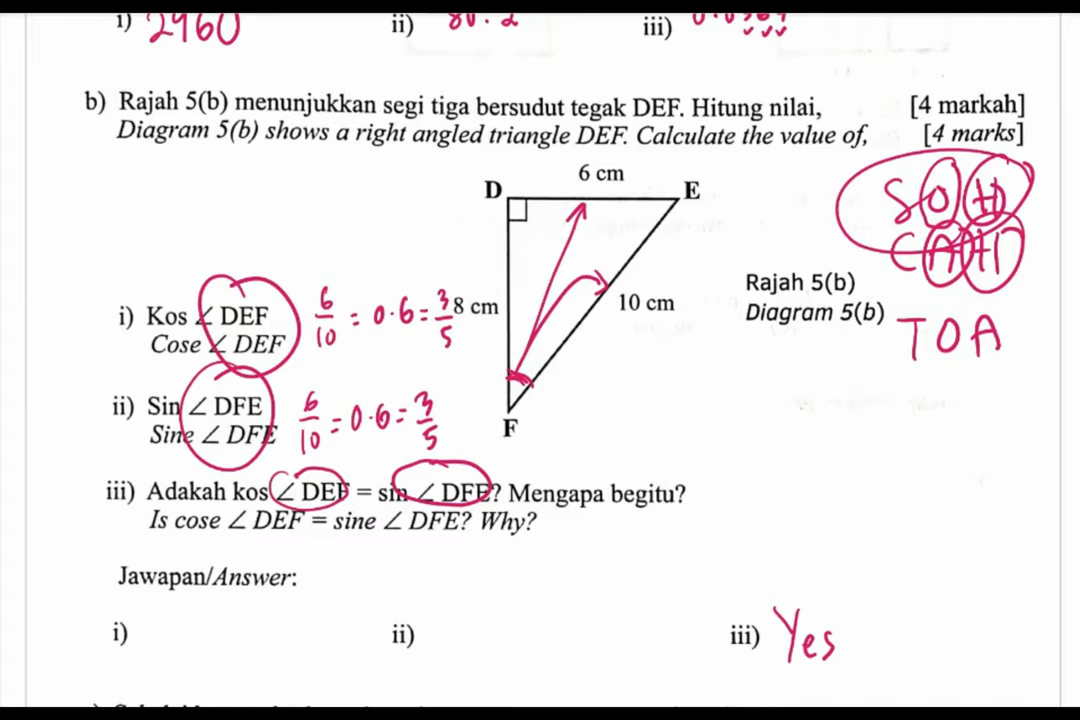 i) 2960 ii) 80.2 iii)
b) Rajah 5(b) menunjukkan segi tiga bersudut tegak DEF. Hitung nilai, [4 markah]
Diagram 5(b) shows a right angled triangle DEF. Calculate the value of, [4 marks]
6 cm
D E
SOH
CAH
TOA
8 cm
10 cm
F
Rajah 5(b)
Diagram 5(b)
i) Kos ∠ DEF 6/10 = 0.6 = 3/5
Cose ∠ DEF
ii) Sin ∠ DFE 6/10 = 0.6 = 3/5
Sine ∠ DFE
iii) Adakah kos ∠ DEF = sin ∠ DFE? Mengapa begitu?
Is cose ∠ DEF = sine ∠ DFE? Why?
Jawapan/Answer:
i) ii) iii) Yes